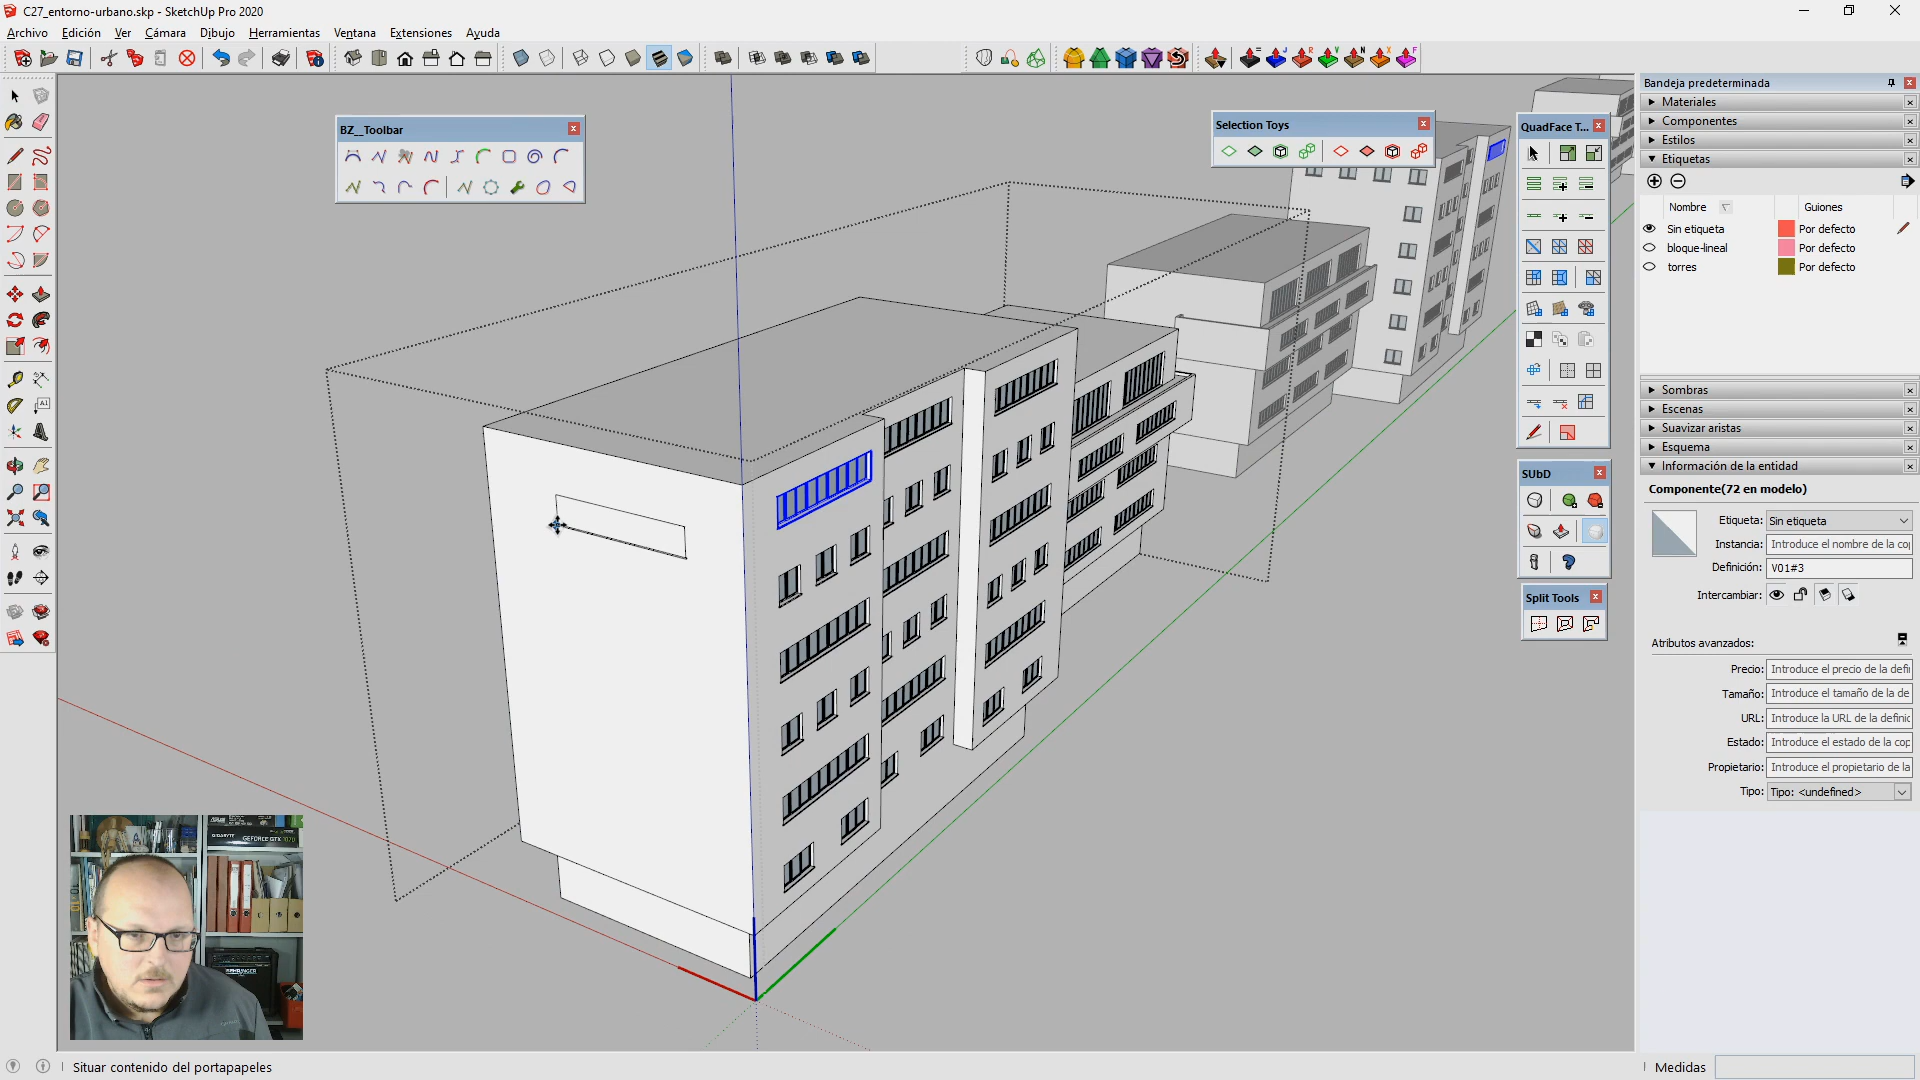 C27_entorno-urbano.skp - SketchUp Pro 2020
Archivo Edición Ver Cámara Dibujo Herramientas Ventana Extensiones Ayuda
BZ__Toolbar
Selection Toys
QuadFace T...
SUbD
Split Tools
Bandeja predeterminada
Materiales
Componentes
Estilos
Etiquetas
Nombre Guiones
Sin etiqueta Por defecto
bloque-lineal Por defecto
torres Por defecto
Sombras
Escenas
Suavizar aristas
Esquema
Información de la entidad
Componente(72 en modelo)
Etiqueta: Sin etiqueta
Instancia: Introduce el nombre de la co
Definición: V01#3
Intercambiar:
Atributos avanzados:
Precio: Introduce el precio de la defi
Tamaño: Introduce el tamaño de la de
URL: Introduce la URL de la definic
Estado: Introduce el estado de la cop
Propietario: Introduce el propietario de la
Tipo: Tipo: <undefined>
GIGABYTE
GEFORCE GTX 1070
Situar contenido del portapapeles
Medidas